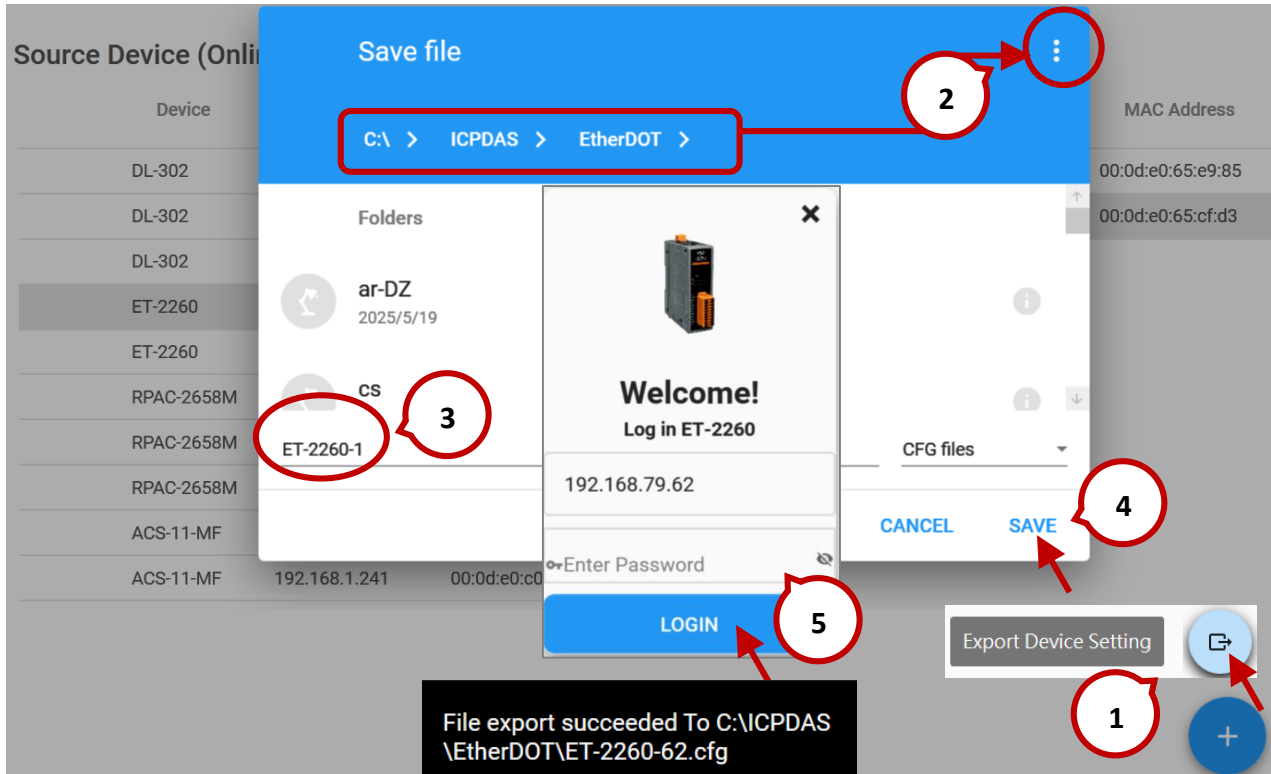 Source Device (Onli
Device
MAC Address
DL-302
00:0d:e0:65:e9:85
DL-302
00:0d:e0:65:cf:d3
DL-302
ET-2260
ET-2260
RPAC-2658M
RPAC-2658M
RPAC-2658M
ACS-11-MF
ACS-11-MF 192.168.1.241 00:0d:e0:c0
Save file
2
C:\ > ICPDAS > EtherDOT >
Folders
ar-DZ
2025/5/19
cs
3
ET-2260-1
CFG files
CANCEL SAVE
4
Welcome!
Log in ET-2260
192.168.79.62
Enter Password
LOGIN
5
File export succeeded To C:\ICPDAS
\EtherDOT\ET-2260-62.cfg
Export Device Setting
1